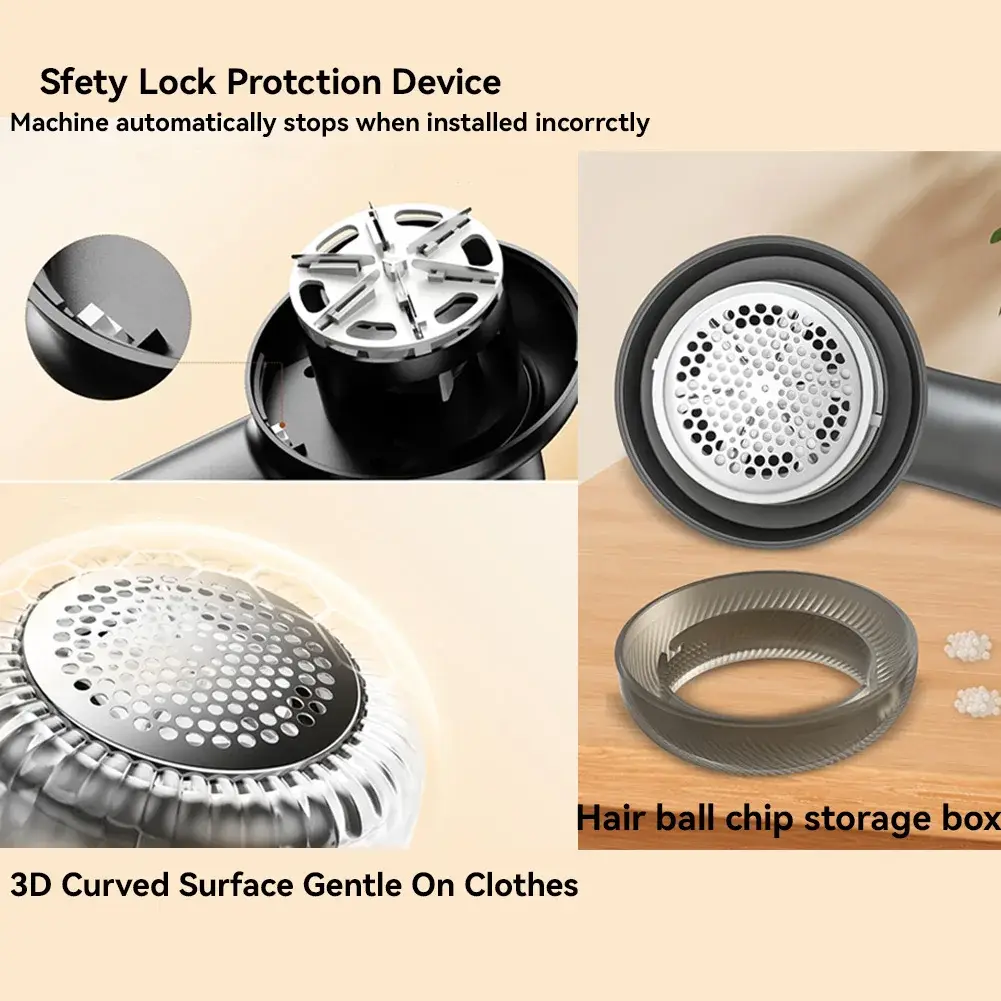 Sfety Lock Protction Device
Machine automatically stops when installed incorrctly
Hair ball chip storage box
3D Curved Surface Gentle On Clothes